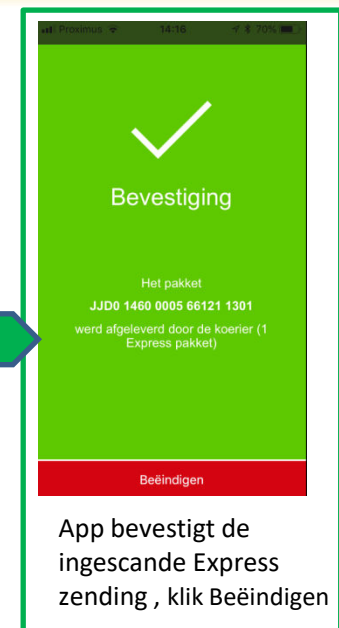 Proximus 14:16 70%
Bevestiging
Het pakket
JJD0 1460 0005 66121 1301
werd afgeleverd door de koerier (1
Express pakket)
Beëindigen
App bevestigt de
ingescande Express
zending , klik Beëindigen